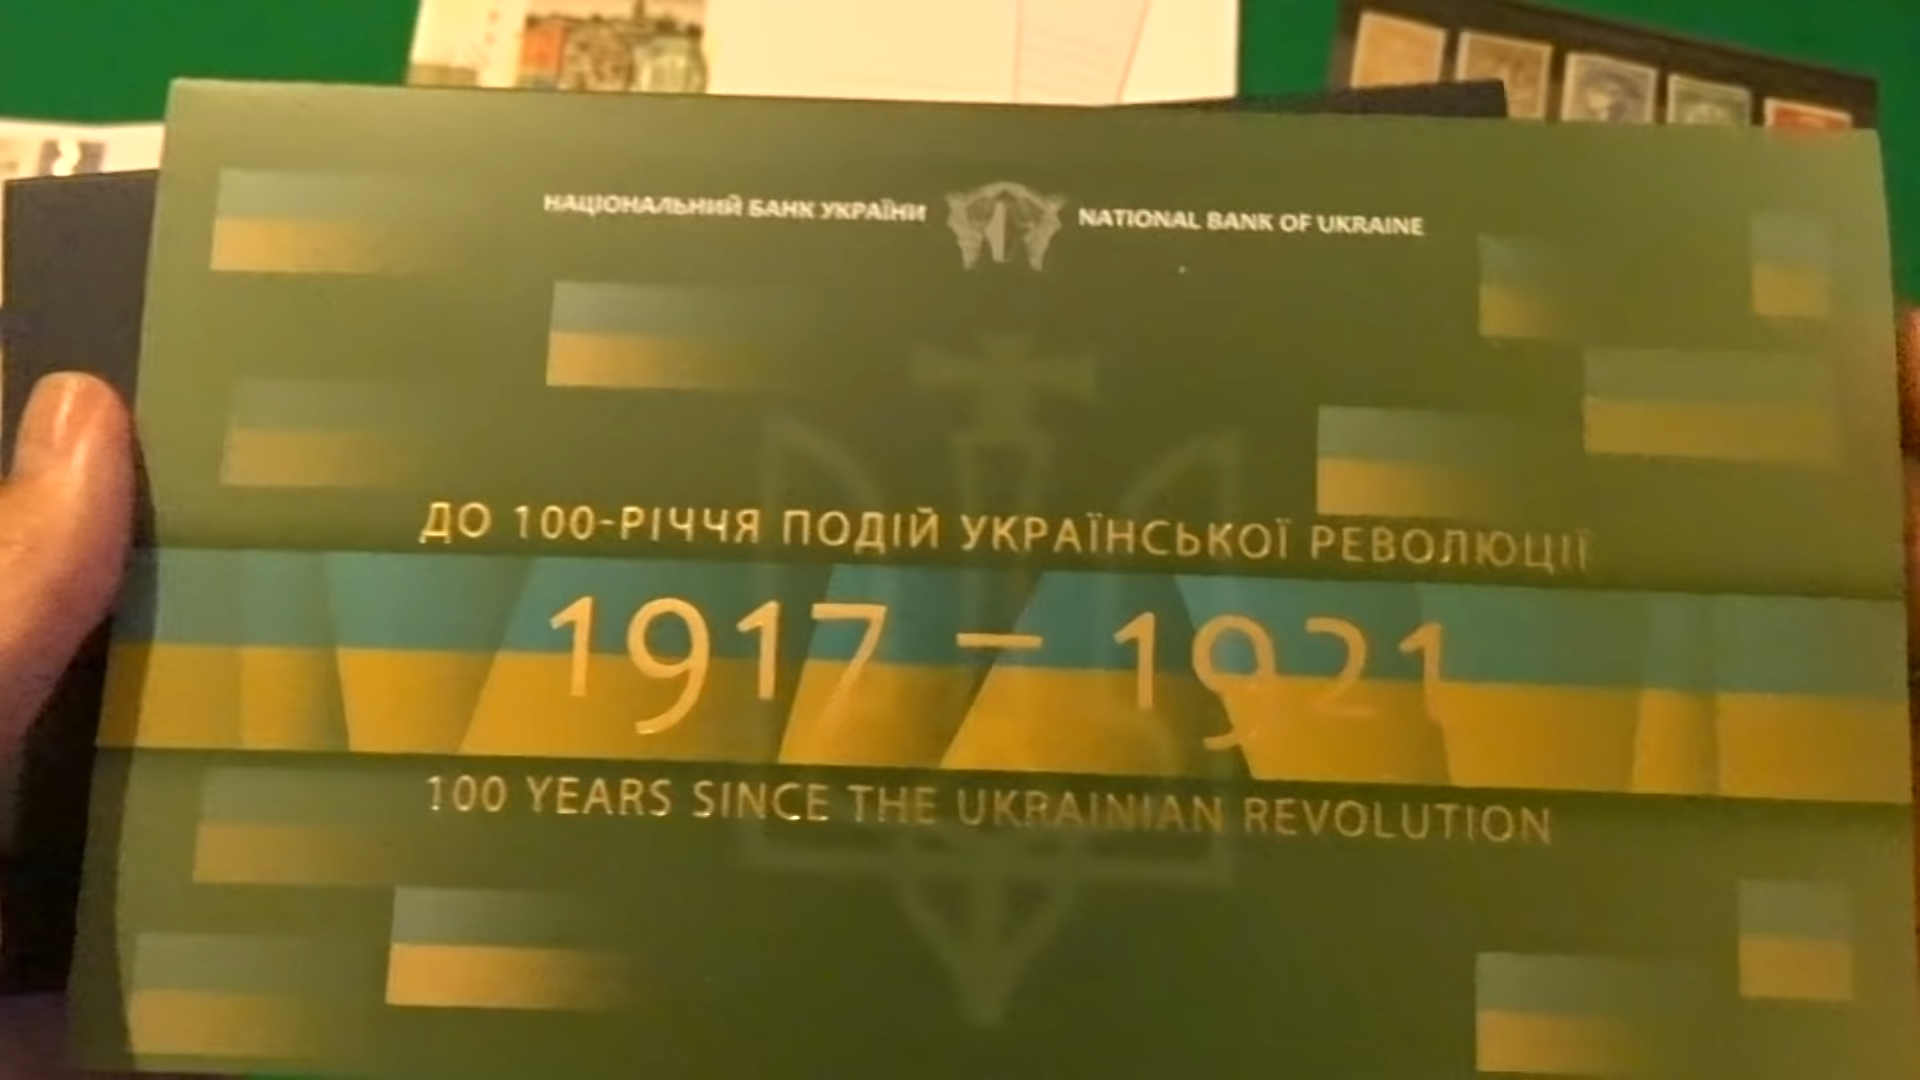 НАЦІОНАЛЬНИЙ БАНК УКРАЇНИ NATIONAL BANK OF UKRAINE
ДО 100-РІЧЧЯ ПОДІЙ УКРАЇНСЬКОЇ РЕВОЛЮЦІЇ
1917 – 1921
100 YEARS SINCE THE UKRAINIAN REVOLUTION